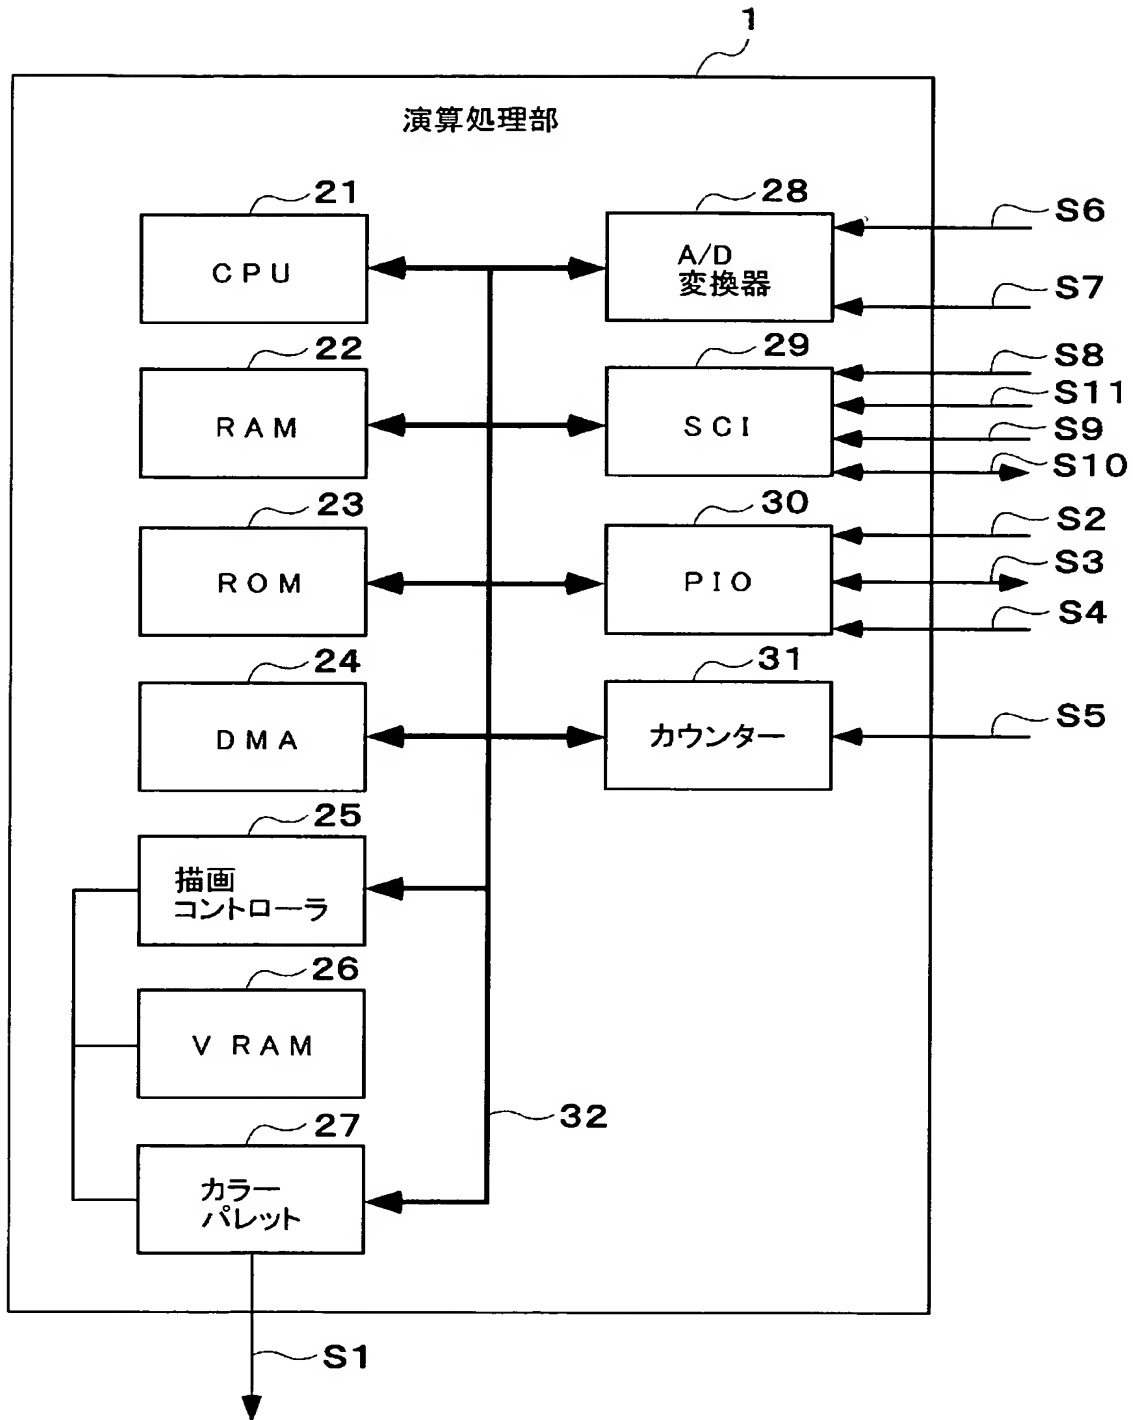 1
演算処理部
21
CPU
28
A/D
変換器
S6
S7
22
RAM
29
SCI
S8
S11
S9
S10
23
ROM
30
PIO
S2
S3
S4
24
DMA
31
カウンター
S5
25
描画
コントローラ
26
V RAM
32
27
カラー
パレット
S1